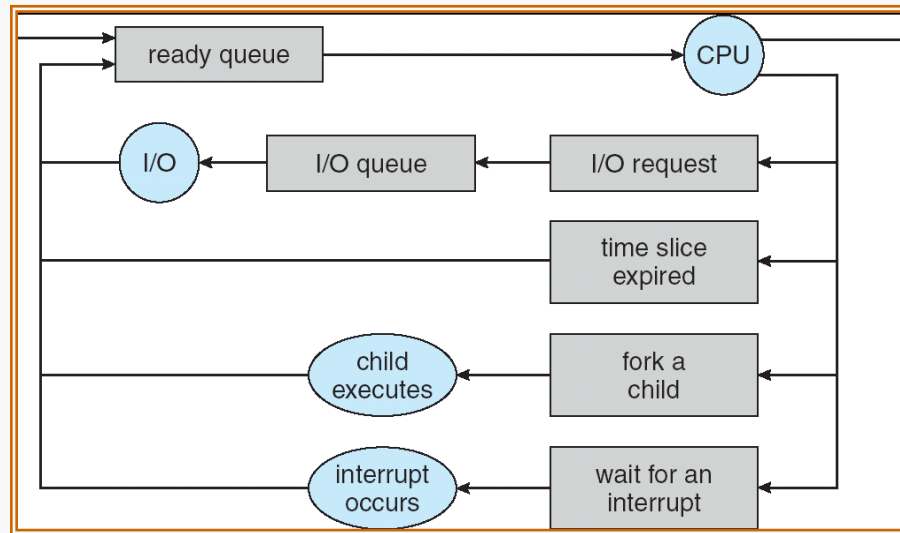 ready queue
CPU
I/O
I/O queue
I/O request
time slice
expired
child
executes
fork a
child
interrupt
occurs
wait for an
interrupt